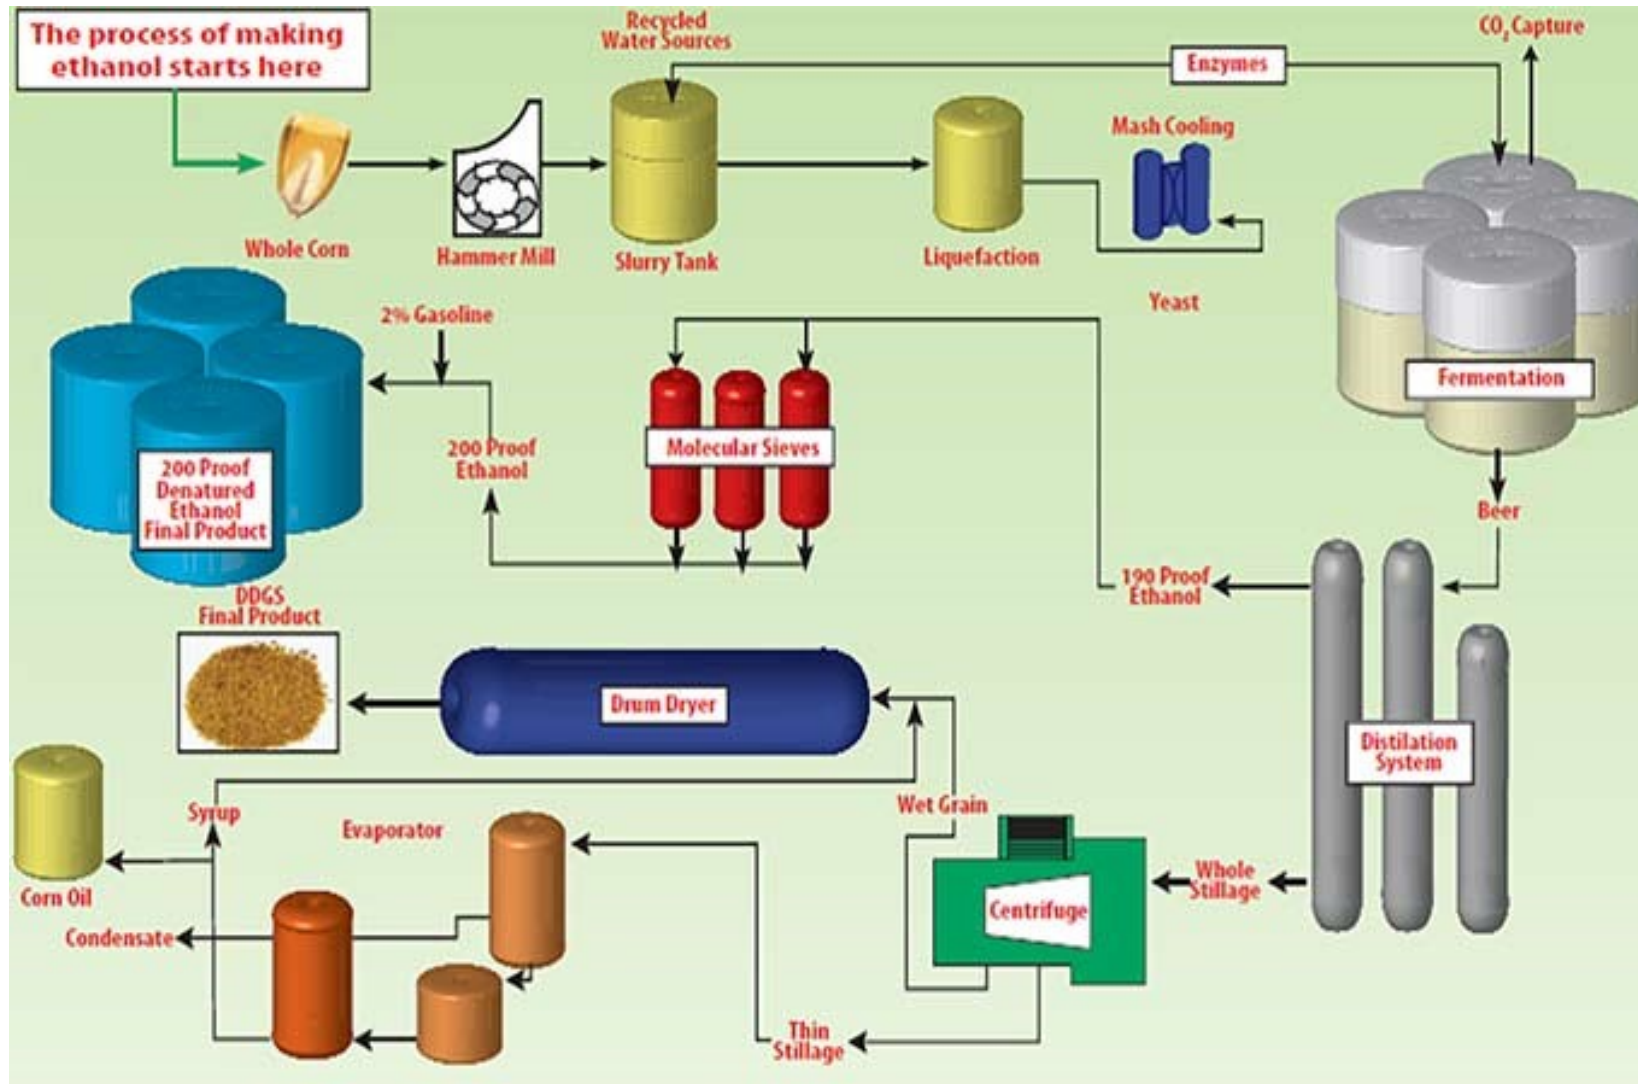 The process of making
ethanol starts here
Recycled
Water Sources
Enzymes
CO2 Capture
Mash Cooling
Whole Corn
Hammer Mill
Slurry Tank
Liquefaction
Yeast
2% Gasoline
Fermentation
200 Proof
Ethanol
Molecular Sieves
200 Proof
Denatured
Ethanol
Final Product
Beer
190 Proof
Ethanol
DDGS
Final Product
Drum Dryer
Distilation
System
Syrup
Evaporator
Wet Grain
Whole
Stillage
Corn Oil
Centrifuge
Condensate
Thin
Stillage